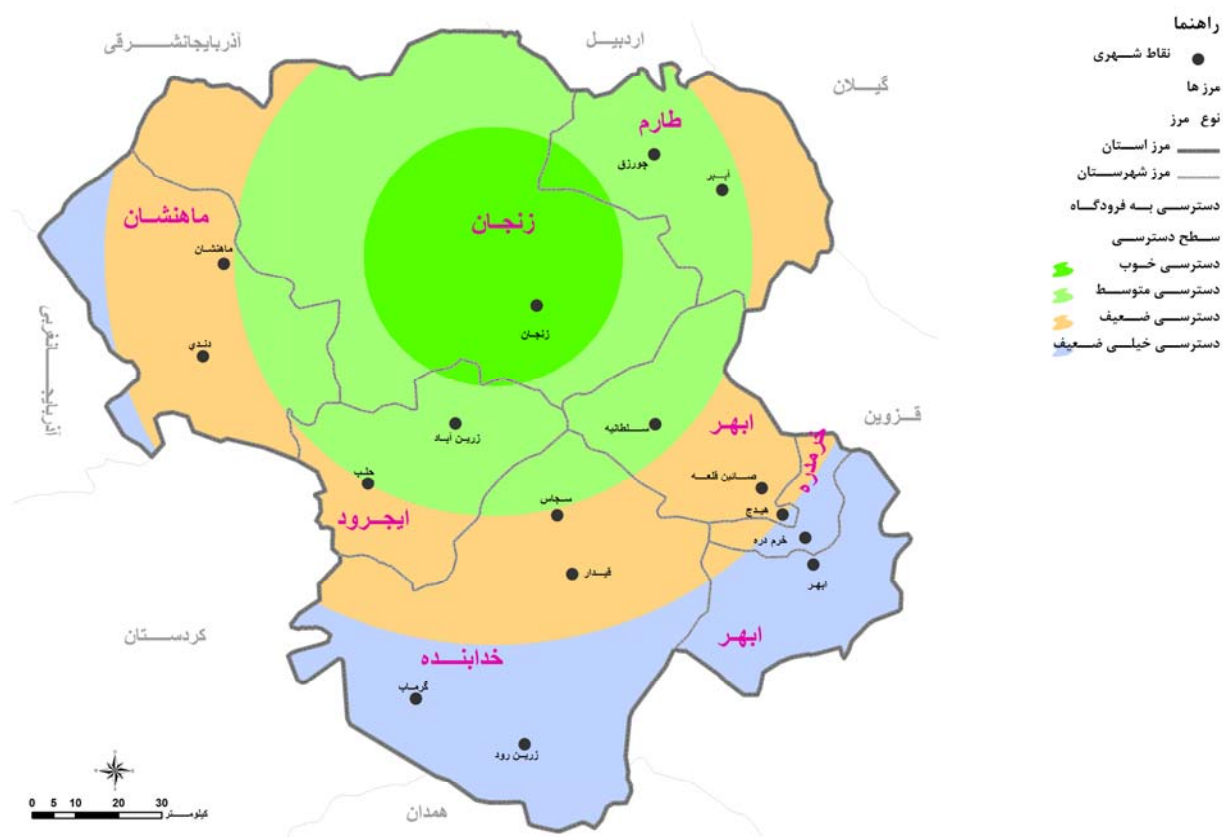 راهنما
نقاط شهری
مرزها
نوع مرز
مرز استان
مرز شهرستان
دسترسی به فرودگاه
سطح دسترسی
دسترسی خوب
دسترسی متوسط
دسترسی ضعیف
دسترسی خیلی ضعیف
آذربایجانشرقی
اردبیل
گیلان
طارم
چورزق
آببر
ماهنشان
زنجان
ماهنشان
زنجان
دندی
آذربایجانغربی
قزوین
ابهر
خرمدره
زرین آباد
سلطانیه
حلب
صائین قلعه
سجاس
هیدج
ایجرود
خرم دره
قیدار
ابهر
کردستان
ابهر
خدابنده
گرماب
زرین رود
همدان
0 5 10 20 30 کیلومتر